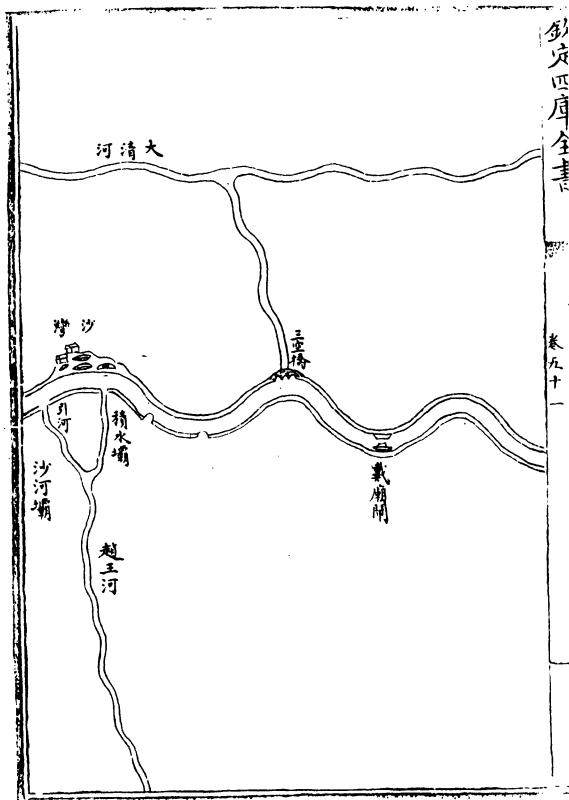 欽定四庫全書
卷九十一
大清河
三空橋
沙灣
引河
積水壩
沙河壩
戴廟閘
趙王河